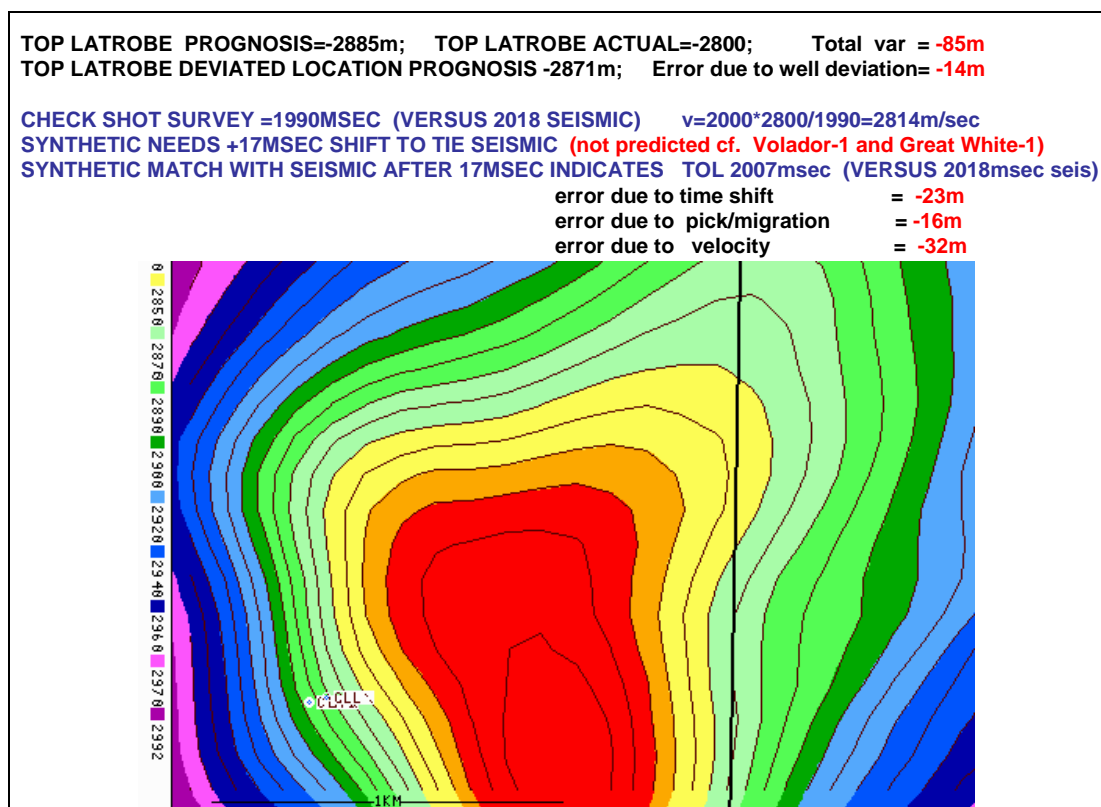 TOP LATROBE PROGNOSIS=-2885m; TOP LATROBE ACTUAL=-2800; Total var = -85m
TOP LATROBE DEVIATED LOCATION PROGNOSIS -2871m; Error due to well deviation= -14m
CHECK SHOT SURVEY =1990MSEC (VERSUS 2018 SEISMIC) v=2000*2800/1990=2814m/sec
SYNTHETIC NEEDS +17MSEC SHIFT TO TIE SEISMIC (not predicted cf. Volador-1 and Great White-1)
SYNTHETIC MATCH WITH SEISMIC AFTER 17MSEC INDICATES TOL 2007msec (VERSUS 2018msec seis)
error due to time shift = -23m
error due to pick/migration = -16m
error due to velocity = -32m
0
2850
2870
2890
2900
2920
2940
2960
2970
2992
CLL
1KM